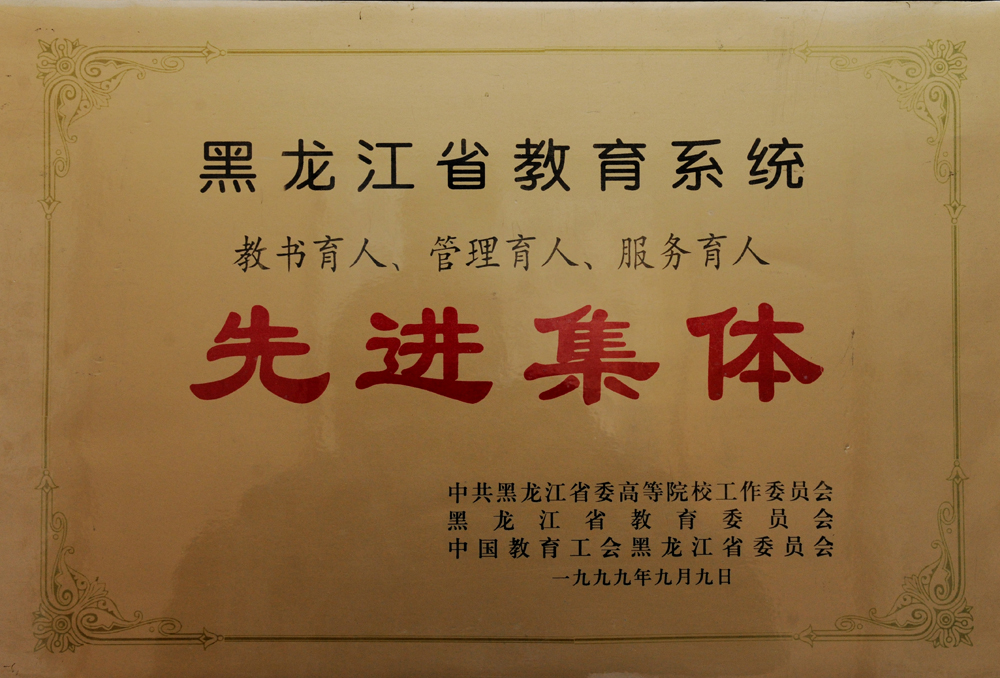 黑龙江省教育系统
教书育人、管理育人、服务育人
先进集体
中共黑龙江省委高等院校工作委员会
黑龙江省教育委员会
中国教育工会黑龙江省委员会
一九九九年九月九日